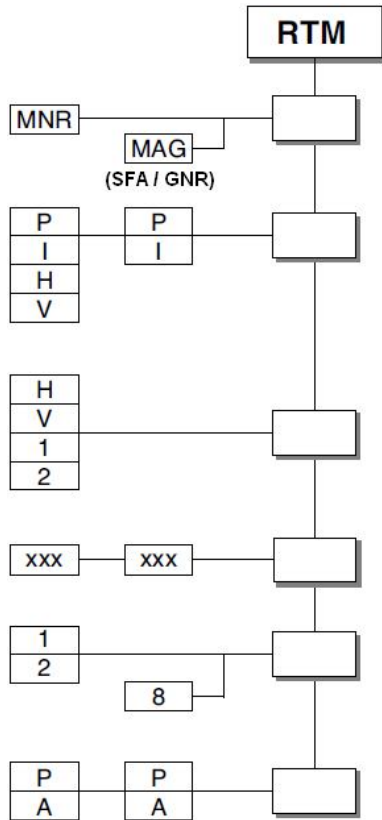 RTM
MNR
MAG
(SFA / GNR)
P P
I I
H
V
H
V
1
2
xxx xxx
1
2
8
P P
A A